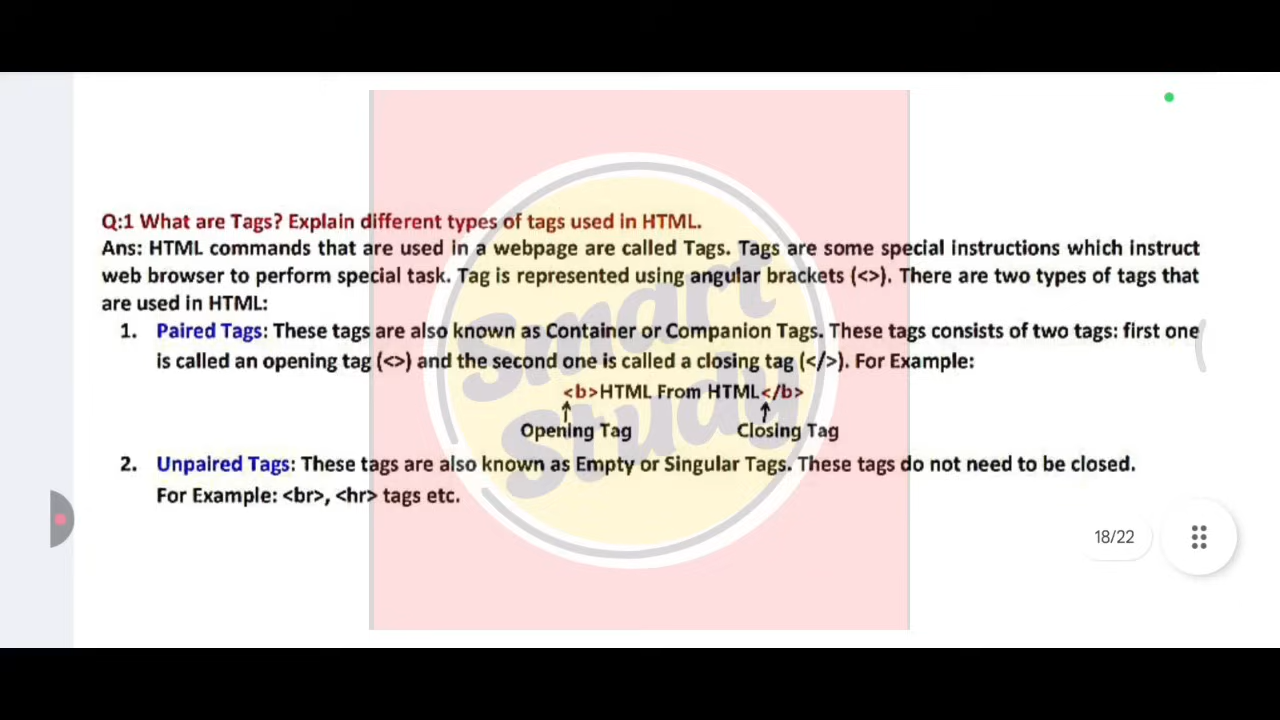 Q:1 What are Tags? Explain different types of tags used in HTML.
Ans: HTML commands that are used in a webpage are called Tags. Tags are some special instructions which instruct
web browser to perform special task. Tag is represented using angular brackets (<>). There are two types of tags that
are used in HTML:
1. Paired Tags: These tags are also known as Container or Companion Tags. These tags consists of two tags: first one
is called an opening tag (<>) and the second one is called a closing tag (</>). For Example:
<b>HTML From HTML</b>
Opening Tag Closing Tag
2. Unpaired Tags: These tags are also known as Empty or Singular Tags. These tags do not need to be closed.
For Example: <br>, <hr> tags etc.
18/22
Smart
Study